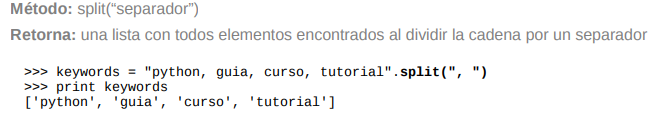 Método: split(“separador”)
Retorna: una lista con todos elementos encontrados al dividir la cadena por un separador
>>> keywords = "python, guia, curso, tutorial".split(", ")
>>> print keywords
['python', 'guia', 'curso', 'tutorial']